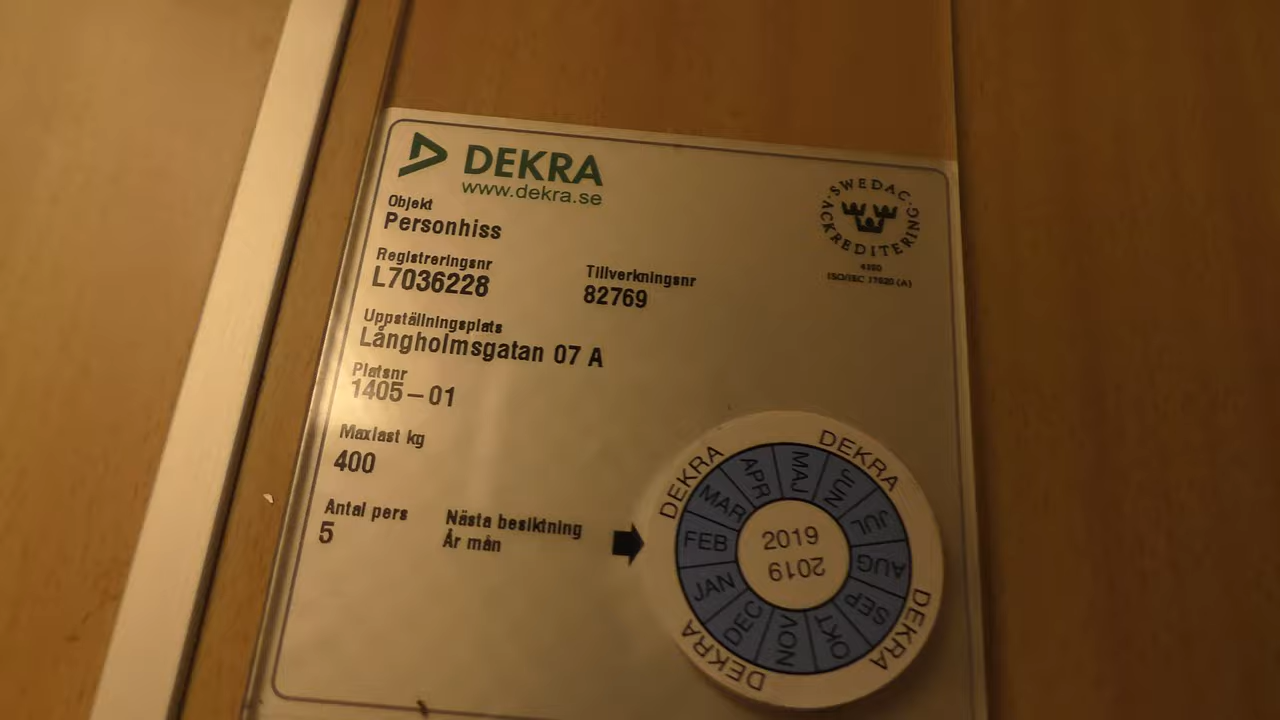 DEKRA
www.dekra.se
SWEDAC ACKREDITERING
4180
ISO/IEC 17020 (A)
Objekt
Personhiss
Registreringsnr
L7036228
Tillverkningsnr
82769
Uppställningsplats
Långholmsgatan 07 A
Platsnr
1405-01
Maxlast kg
400
Antal pers
5
Nästa besiktning
År mån
DEKRA
DEKRA
DEKRA
DEKRA
JAN
FEB
MAR
APR
MAJ
JUN
JUL
AUG
SEP
OKT
NOV
DEC
2019
2019